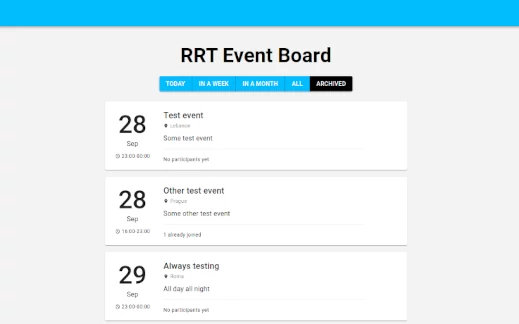 RRT Event Board
TODAY IN A WEEK IN A MONTH ALL ARCHIVED
28
Sep
23:00-00:00
Test event
Lebanon
Some test event
No participants yet
28
Sep
16:00-23:00
Other test event
Prague
Some other test event
1 already joined
29
Sep
23:00-00:00
Always testing
Roma
All day all night
No participants yet